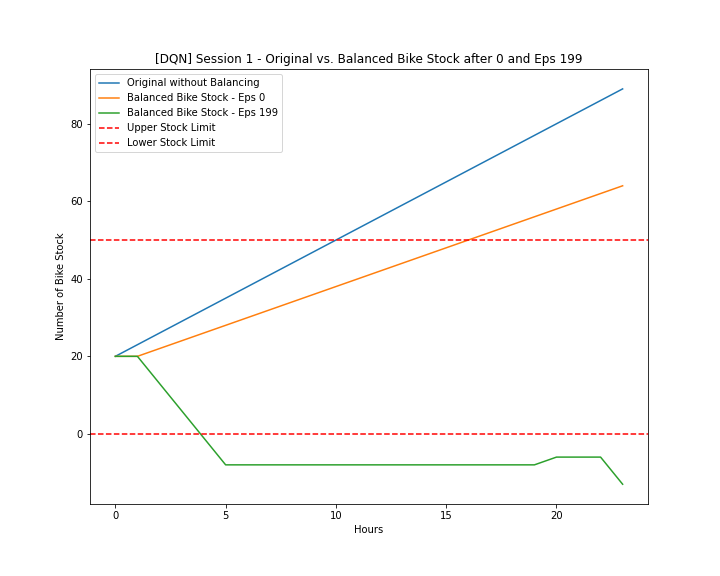 [DQN] Session 1 - Original vs. Balanced Bike Stock after 0 and Eps 199
Original without Balancing
Balanced Bike Stock - Eps 0
Balanced Bike Stock - Eps 199
Upper Stock Limit
Lower Stock Limit
Number of Bike Stock
80
60
40
20
0
0 5 10 15 20
Hours